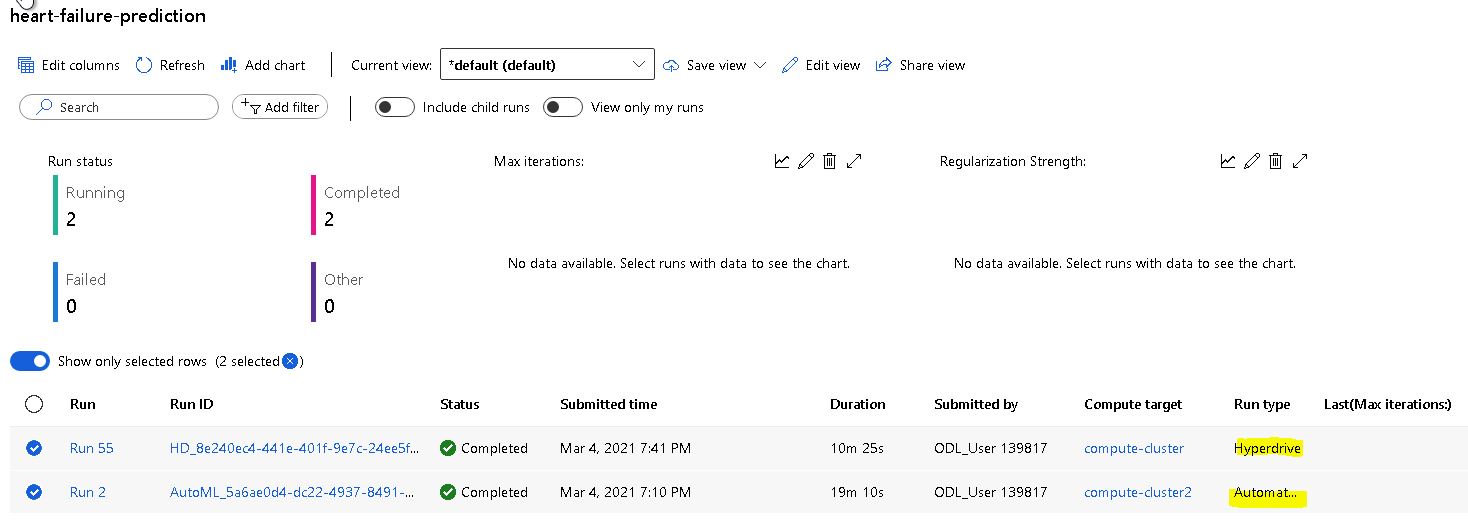 heart-failure-prediction
Edit columns Refresh Add chart Current view: *default (default) Save view Edit view Share view
Search Add filter Include child runs View only my runs
Run status Max iterations: Regularization Strength:
Running Completed
2 2
No data available. Select runs with data to see the chart. No data available. Select runs with data to see the chart.
Failed Other
0 0
Show only selected rows (2 selected )
Run Run ID Status Submitted time Duration Submitted by Compute target Run type Last(Max iterations:)
Run 55 HD_8e240ec4-441e-401f-9e7c-24ee5f... Completed Mar 4, 2021 7:41 PM 10m 25s ODL_User 139817 compute-cluster Hyperdrive
Run 2 AutoML_5a6ae0d4-dc22-4937-8491-... Completed Mar 4, 2021 7:10 PM 19m 10s ODL_User 139817 compute-cluster2 Automat...